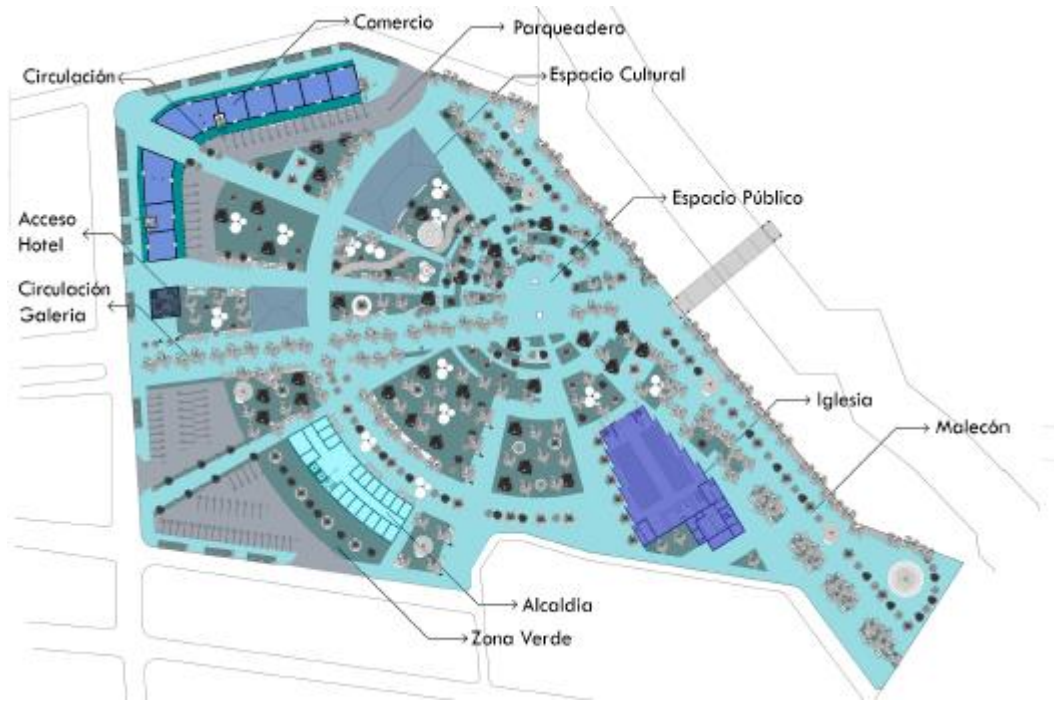 Comercio
Parqueadero
Circulación
Espacio Cultural
Acceso
Hotel
Espacio Público
Circulación
Galeria
Iglesia
Malecón
Alcaldia
Zona Verde